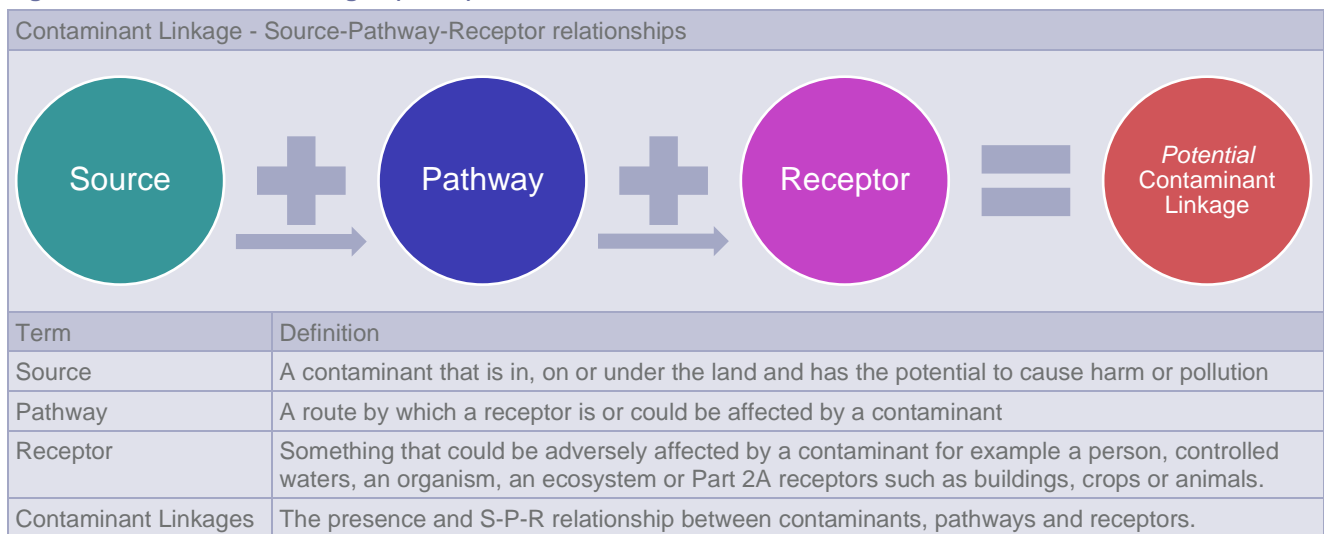 Contaminant Linkage - Source-Pathway-Receptor relationships
Source
Pathway
Receptor
Potential
Contaminant
Linkage
Term Definition
Source A contaminant that is in, on or under the land and has the potential to cause harm or pollution
Pathway A route by which a receptor is or could be affected by a contaminant
Receptor Something that could be adversely affected by a contaminant for example a person, controlled
waters, an organism, an ecosystem or Part 2A receptors such as buildings, crops or animals.
Contaminant Linkages The presence and S-P-R relationship between contaminants, pathways and receptors.